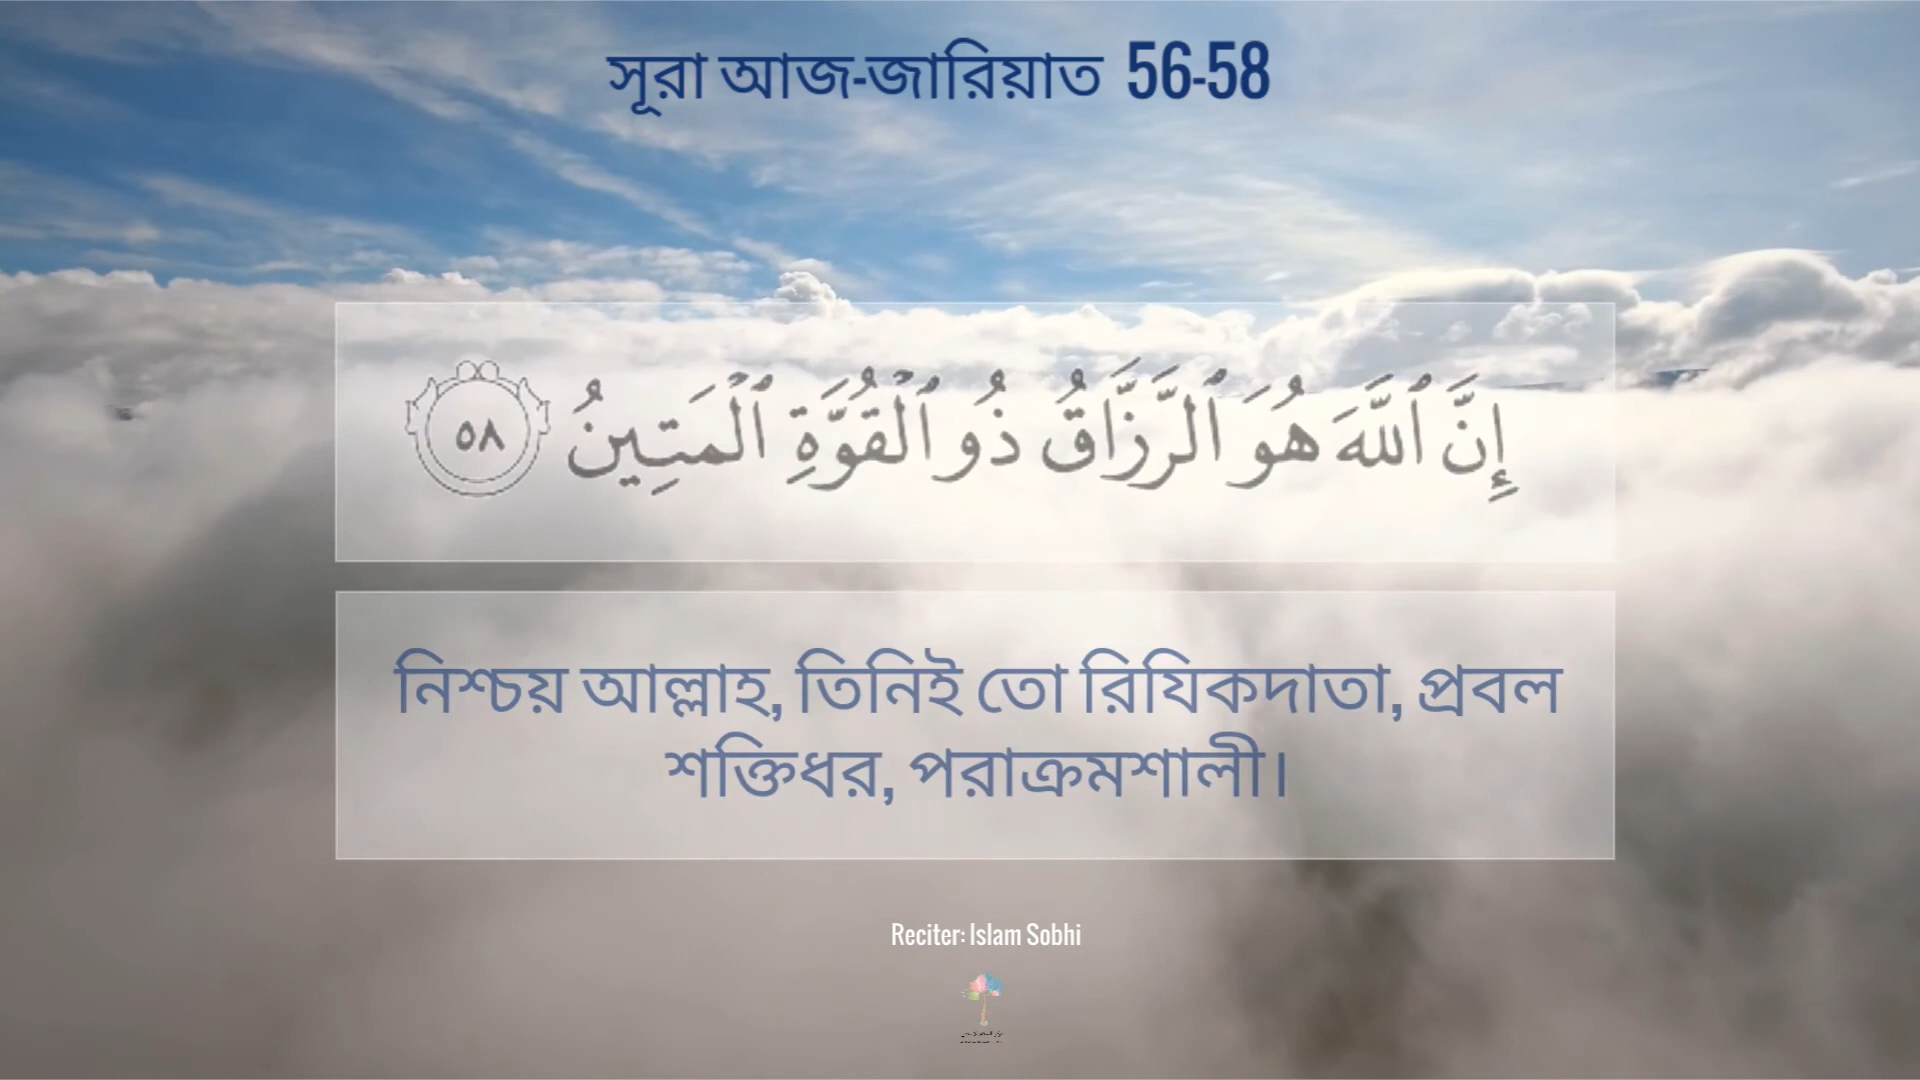 সূরা আজ-জারিয়াত 56-58
إِنَّ ٱللَّهَ هُوَ ٱلرَّزَّاقُ ذُو ٱلْقُوَّةِ ٱلْمَتِينُ ٥٨
নিশ্চয় আল্লাহ, তিনিই তো রিযিকদাতা, প্রবল
শক্তিধর, পরাক্রমশালী।
Reciter: Islam Sobhi